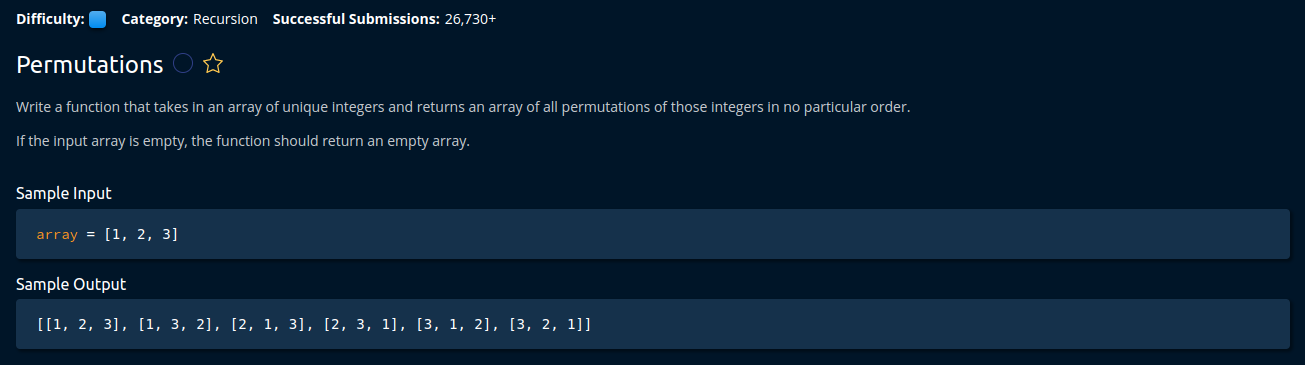 Difficulty: Category: Recursion Successful Submissions: 26,730+
Permutations
Write a function that takes in an array of unique integers and returns an array of all permutations of those integers in no particular order.
If the input array is empty, the function should return an empty array.
Sample Input
array = [1, 2, 3]
Sample Output
[[1, 2, 3], [1, 3, 2], [2, 1, 3], [2, 3, 1], [3, 1, 2], [3, 2, 1]]